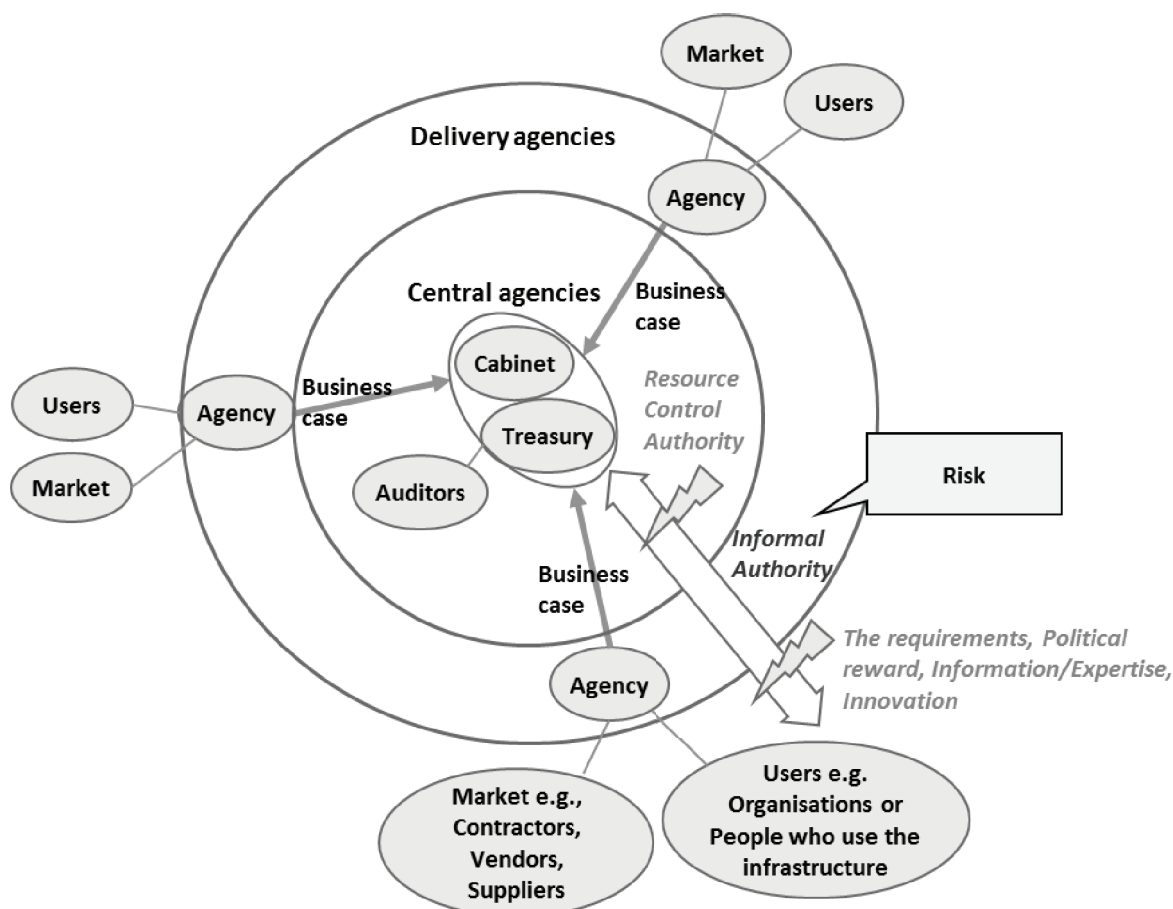 Market
Users
Delivery agencies
Agency
Central agencies
Business
case
Cabinet
Resource
Control
Authority
Users
Agency
Business
case
Treasury
Market
Auditors
Risk
Informal
Authority
Business
case
The requirements, Political
reward, Information/Expertise,
Innovation
Agency
Market e.g.,
Contractors,
Vendors,
Suppliers
Users e.g.
Organisations or
People who use the
infrastructure